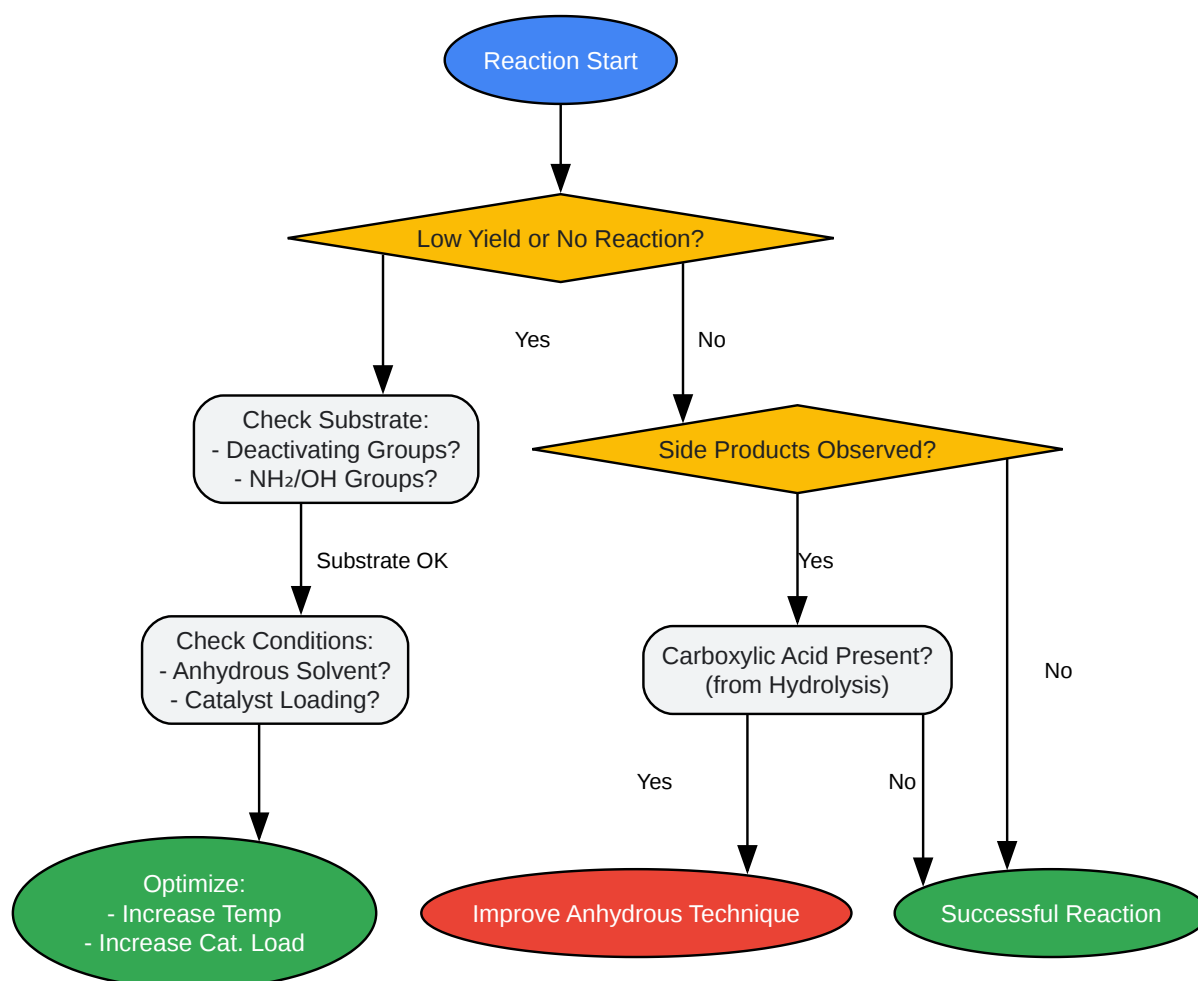 Reaction Start
Low Yield or No Reaction?
Yes
No
Check Substrate:
- Deactivating Groups?
- NH₂/OH Groups?
Side Products Observed?
Substrate OK
Yes
Check Conditions:
- Anhydrous Solvent?
- Catalyst Loading?
Carboxylic Acid Present?
(from Hydrolysis)
No
Yes
No
Optimize:
- Increase Temp
- Increase Cat. Load
Improve Anhydrous Technique
Successful Reaction